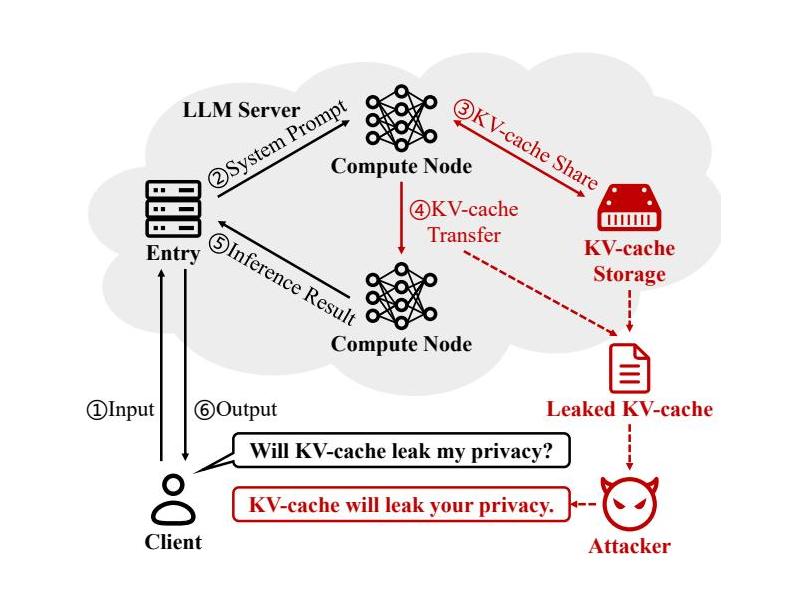 LLM Server
②System Prompt
③KV-cache Share
Compute Node
④KV-cache
Transfer
Entry
⑤Inference Result
KV-cache
Storage
Compute Node
①Input
⑥Output
Leaked KV-cache
Will KV-cache leak my privacy?
KV-cache will leak your privacy.
Client
Attacker